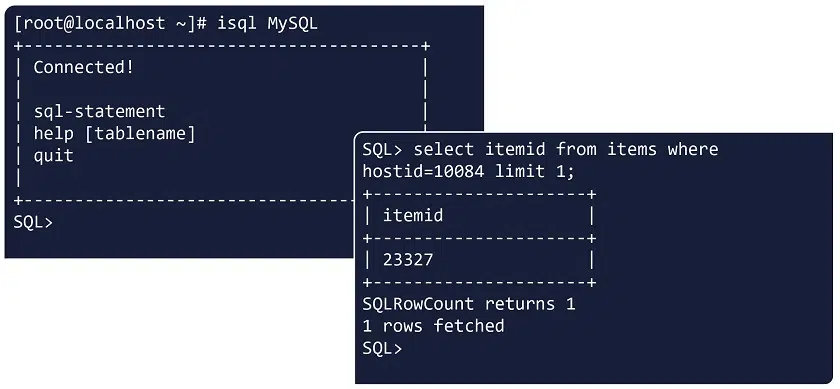 [root@localhost ~]# isql MySQL
+---------------------------------------+
| Connected!                            |
|                                       |
| sql-statement                         |
| help [tablename]                      |
| quit
|
+----------------------------------
SQL>
SQL> select itemid from items where
hostid=10084 limit 1;
+---------------------+
| itemid              |
+---------------------+
| 23327               |
+---------------------+
SQLRowCount returns 1
1 rows fetched
SQL>